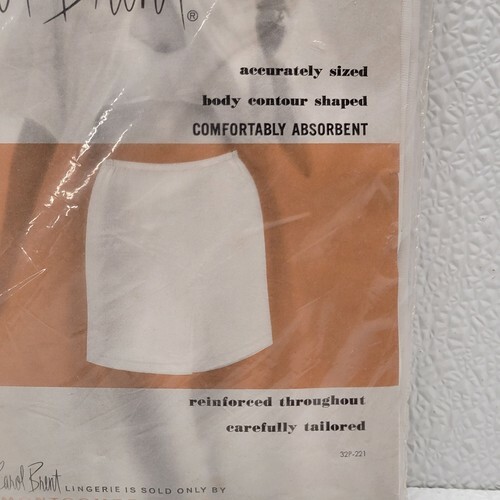 Brent®
accurately sized
body contour shaped
COMFORTABLY ABSORBENT
reinforced throughout
carefully tailored
32P-221
Carol Brent LINGERIE IS SOLD ONLY BY